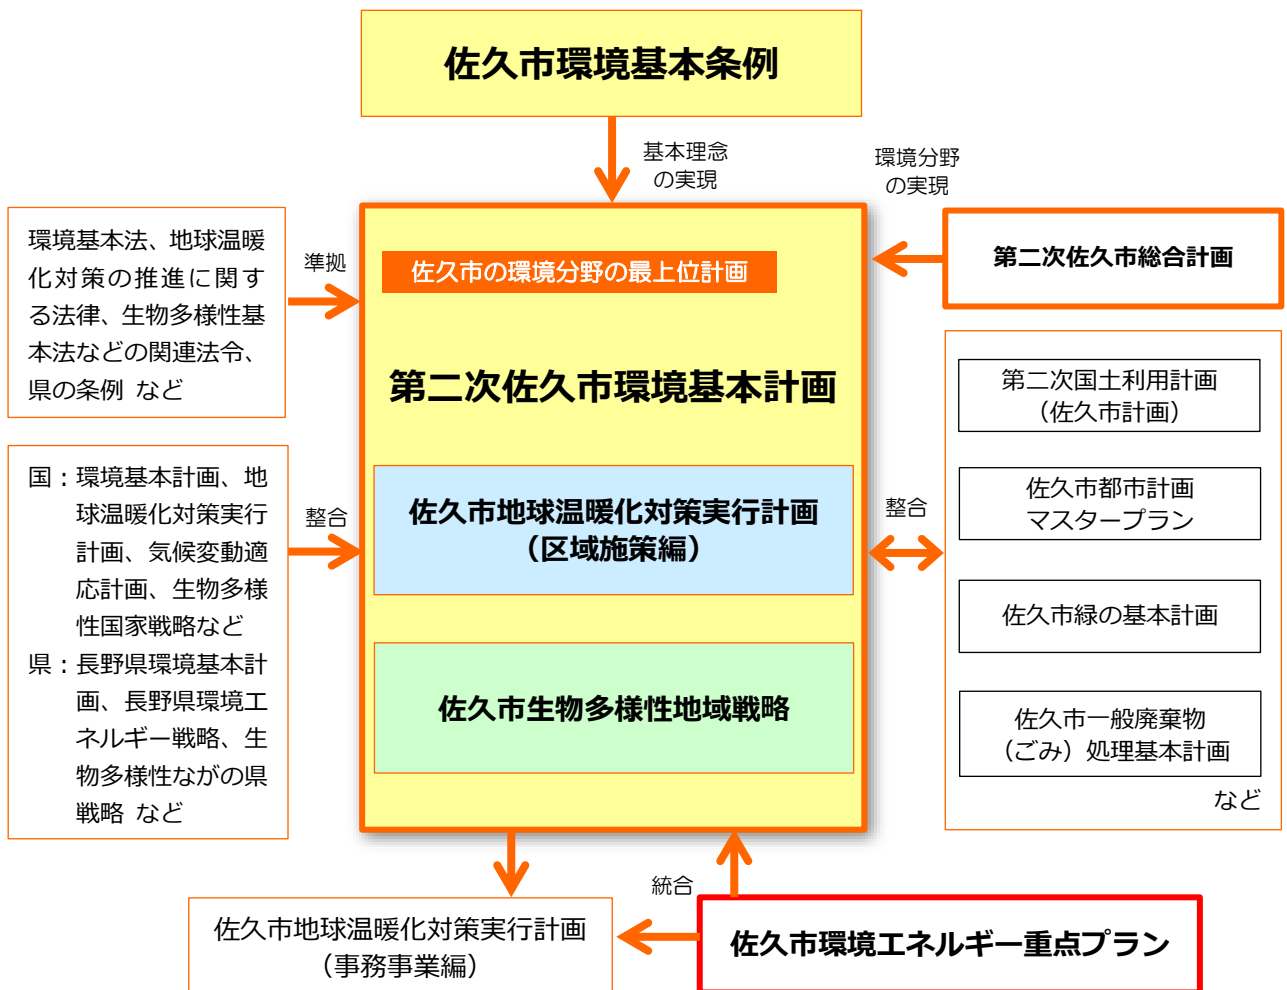 佐久市環境基本条例
基本理念
の実現
環境分野
の実現
環境基本法、地球温暖
化対策の推進に関す
る法律、生物多様性基
本法などの関連法令、
県の条例 など
準拠
佐久市の環境分野の最上位計画
第二次佐久市環境基本計画
第二次佐久市総合計画
国：環境基本計画、地
球温暖化対策実行
計画、気候変動適
応計画、生物多様
性国家戦略など
県：長野県環境基本計
画、長野県環境エ
ネルギー戦略、生
物多様性ながの県
戦略 など
整合
佐久市地球温暖化対策実行計画
（区域施策編）
佐久市生物多様性地域戦略
整合
第二次国土利用計画
（佐久市計画）
佐久市都市計画
マスタープラン
佐久市緑の基本計画
佐久市一般廃棄物
（ごみ）処理基本計画
など
統合
佐久市地球温暖化対策実行計画
（事務事業編）
佐久市環境エネルギー重点プラン